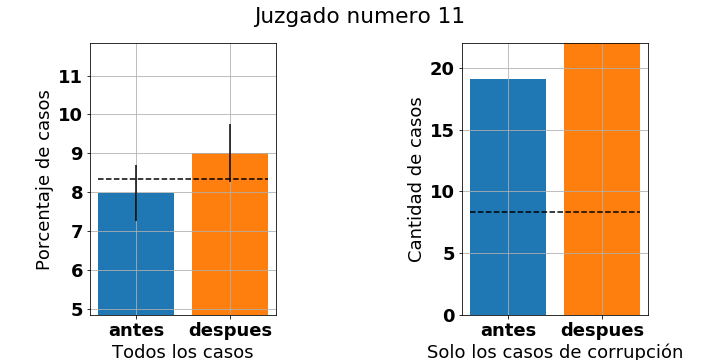 Juzgado numero 11
Porcentaje de casos
11
10
9
8
7
6
5
antes despues
Todos los casos
Cantidad de casos
20
15
10
5
0
antes despues
Solo los casos de corrupción